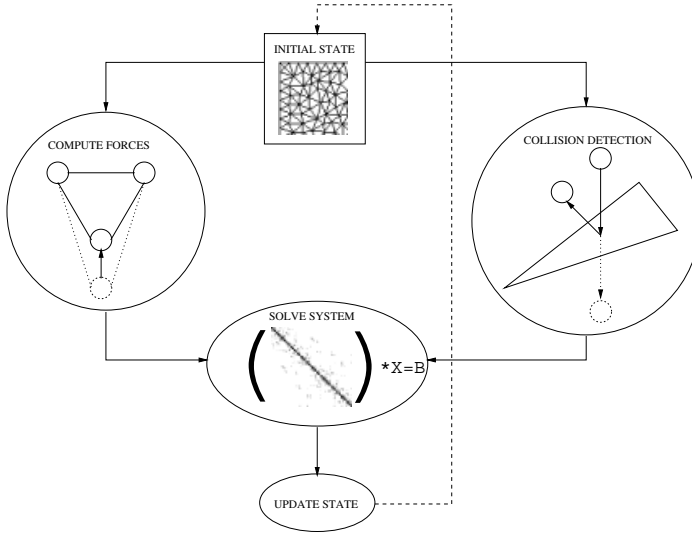 INITIAL STATE
COMPUTE FORCES
COLLISION DETECTION
SOLVE SYSTEM
( ) *X=B
UPDATE STATE